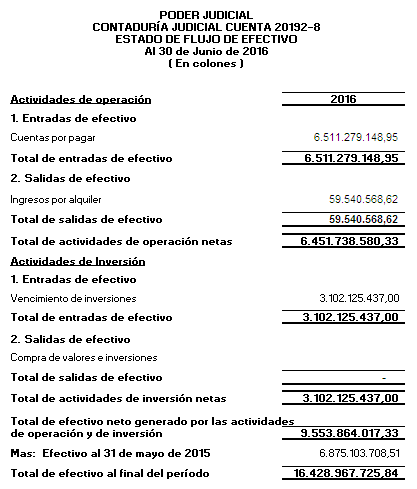 PODER JUDICIAL
CONTADURÍA JUDICIAL CUENTA 20192-8
ESTADO DE FLUJO DE EFECTIVO
Al 30 de Junio de 2016
( En colones )
Actividades de operación 2016
1. Entradas de efectivo
Cuentas por pagar 6.511.279.148,95
Total de entradas de efectivo 6.511.279.148,95
2. Salidas de efectivo
Ingresos por alquiler 59.540.568,62
Total de salidas de efectivo 59.540.568,62
Total de actividades de operación netas 6.451.738.580,33
Actividades de Inversión
1. Entradas de efectivo
Vencimiento de inversiones 3.102.125.437,00
Total de entradas de efectivo 3.102.125.437,00
2. Salidas de efectivo
Compra de valores e inversiones
Total de salidas de efectivo -
Total de actividades de inversión netas 3.102.125.437,00
Total de efectivo neto generado por las actividades
de operación y de inversión 9.553.864.017,33
Mas: Efectivo al 31 de mayo de 2015 6.875.103.708,51
Total de efectivo al final del período 16.428.967.725,84